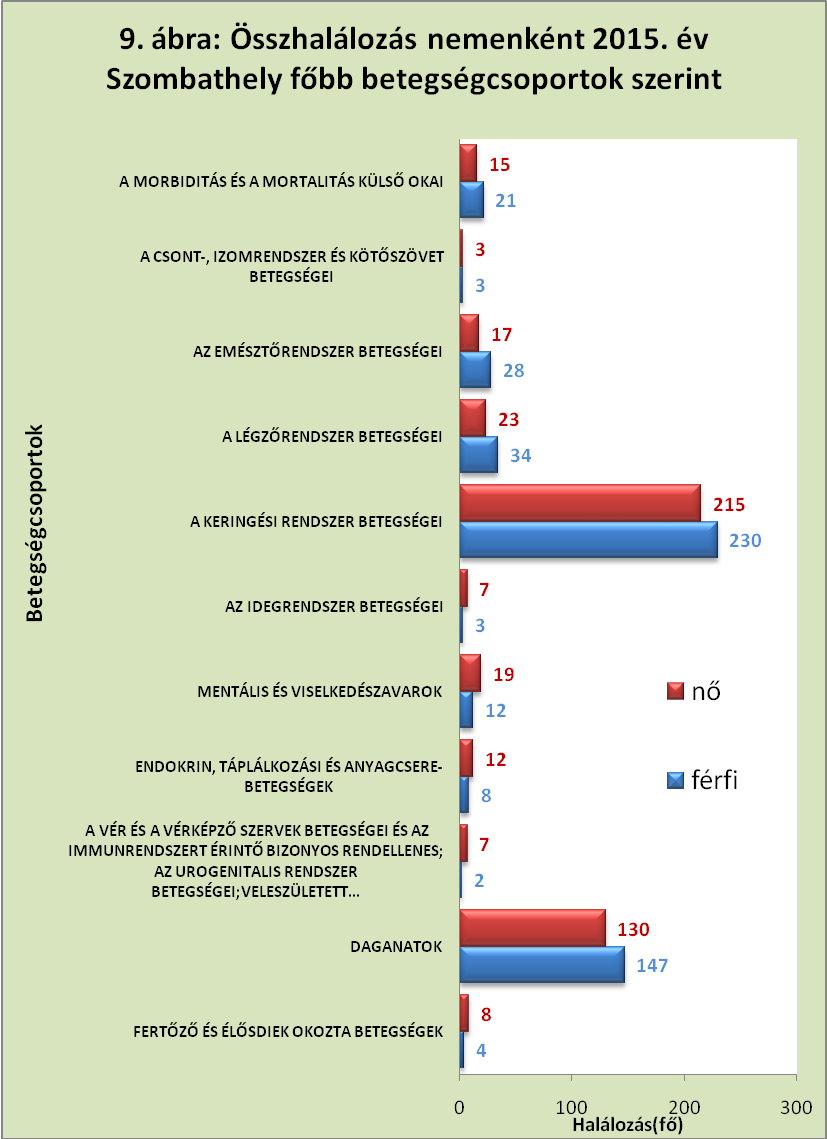 9. ábra: Összhalálozás nemenként 2015. év
Szombathely főbb betegségcsoportok szerint
Betegségcsoportok
A MORBIDITÁS ÉS A MORTALITÁS KÜLSŐ OKAI
15
21
A CSONT-, IZOMRENDSZER ÉS KÖTŐSZÖVET
BETEGSÉGEI
3
3
AZ EMÉSZTŐRENDSZER BETEGSÉGEI
17
28
A LÉGZŐRENDSZER BETEGSÉGEI
23
34
A KERINGÉSI RENDSZER BETEGSÉGEI
215
230
AZ IDEGRENDSZER BETEGSÉGEI
7
3
MENTÁLIS ÉS VISELKEDÉSZAVAROK
19
12
ENDOKRIN, TÁPLÁLKOZÁSI ÉS ANYAGCSERE-
BETEGSÉGEK
12
8
A VÉR ÉS A VÉRKÉPZŐ SZERVEK BETEGSÉGEI ÉS AZ
IMMUNRENDSZERT ÉRINTŐ BIZONYOS RENDELLENES;
AZ UROGENITALIS RENDSZER
BETEGSÉGEI;VELESZÜLETETT...
7
2
DAGANATOK
130
147
FERTŐZŐ ÉS ÉLŐSDIEK OKOZTA BETEGSÉGEK
8
4
nő
férfi
0 100 200 300
Halálozás(fő)